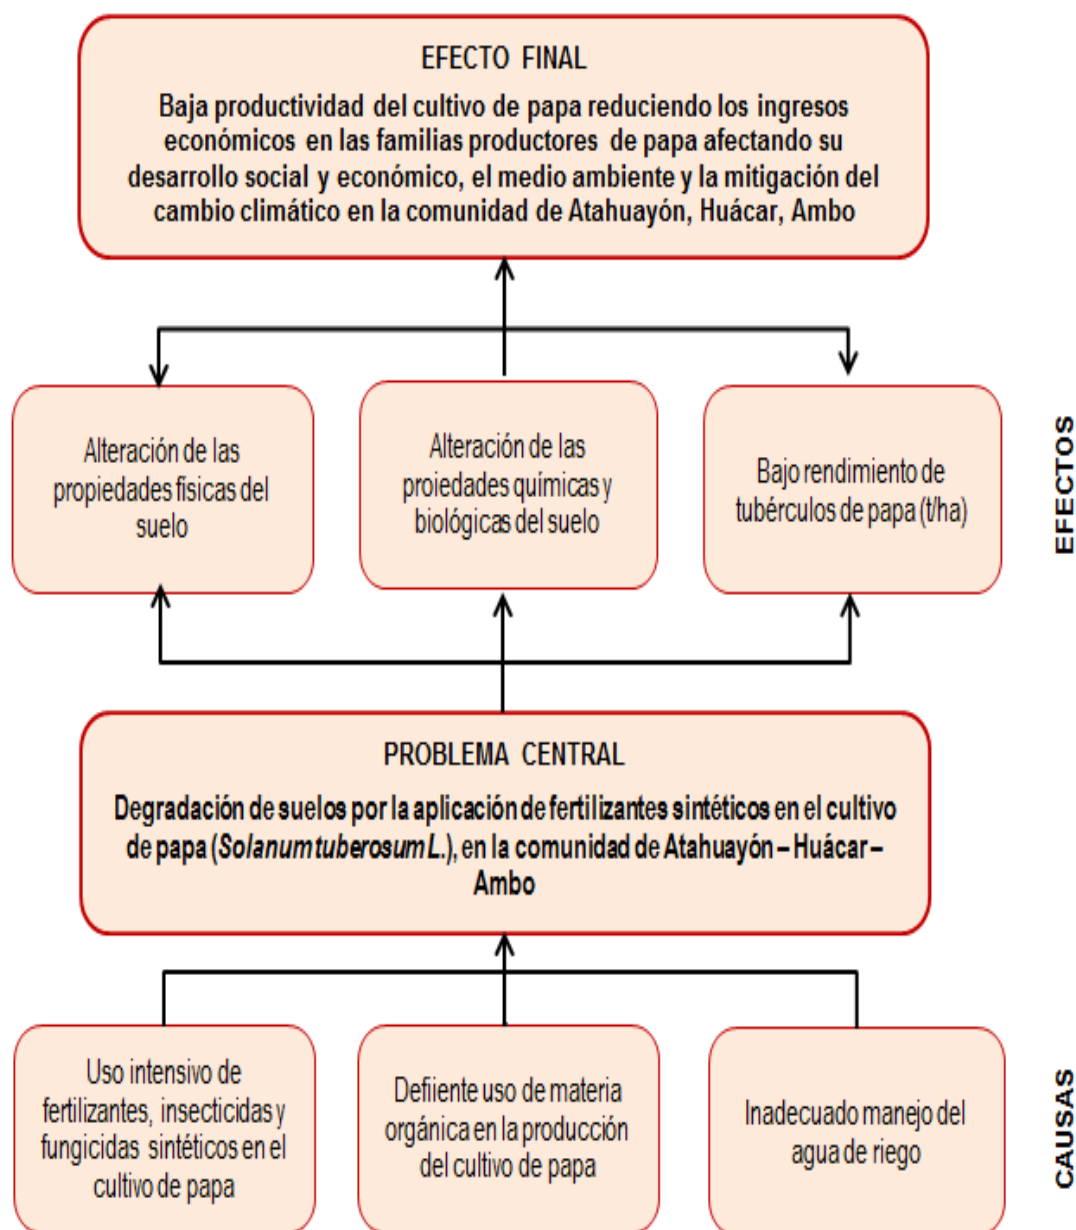 EFECTO FINAL
Baja productividad del cultivo de papa reduciendo los ingresos
económicos en las familias productores de papa afectando su
desarrollo social y económico, el medio ambiente y la mitigación del
cambio climático en la comunidad de Atahuayón, Huácar, Ambo
Alteración de las
propiedades físicas del
suelo
Alteración de las
proiedades químicas y
biológicas del suelo
Bajo rendimiento de
tubérculos de papa (t/ha)
EFECTOS
PROBLEMA CENTRAL
Degradación de suelos por la aplicación de fertilizantes sintéticos en el cultivo
de papa (Solanum tuberosum L.), en la comunidad de Atahuayón – Huácar –
Ambo
Uso intensivo de
fertilizantes, insecticidas y
fungicidas sintéticos en el
cultivo de papa
Defiiente uso de materia
orgánica en la producción
del cultivo de papa
Inadecuado manejo del
agua de riego
CAUSAS